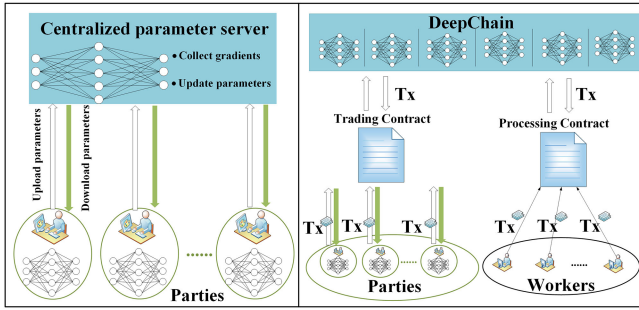 Centralized parameter server
• Collect gradients
• Update parameters
Upload parameters
Download parameters
......
Parties
DeepChain
Tx
Tx
Trading Contract
Processing Contract
Tx
Tx
Tx
Tx
Tx
Tx
......
......
Parties
Workers